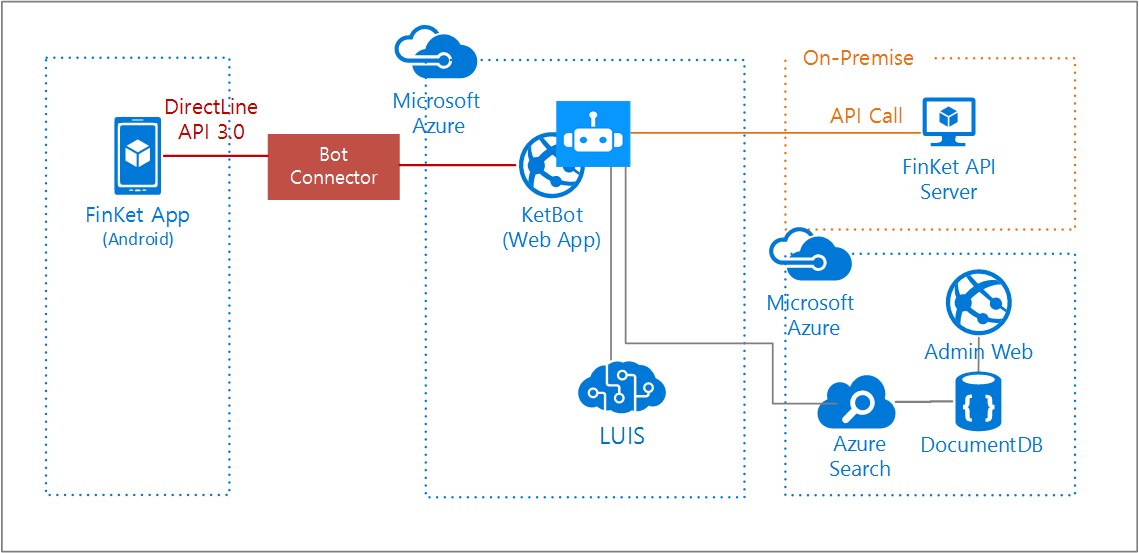 DirectLine
API 3.0
FinKet App
(Android)
Bot
Connector
Microsoft
Azure
KetBot
(Web App)
LUIS
On-Premise
API Call
FinKet API
Server
Microsoft
Azure
Admin Web
Azure
Search
DocumentDB